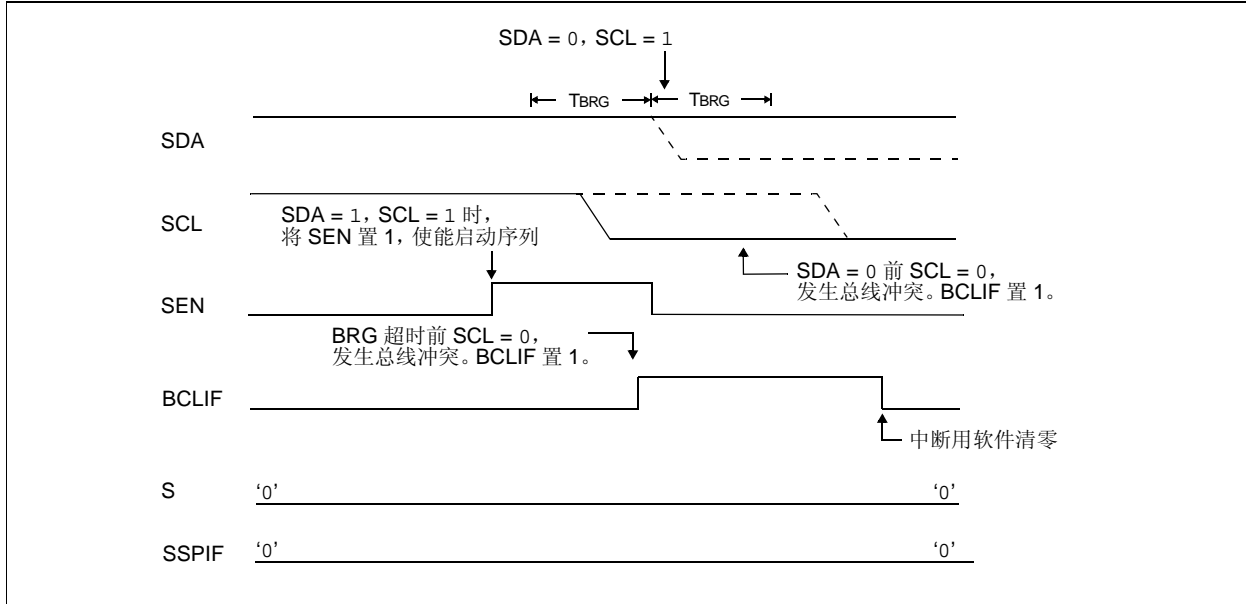 SDA = 0，SCL = 1
TBRG TBRG
SDA
SCL
SDA = 1，SCL = 1 时，
将 SEN 置 1，使能启动序列
SDA = 0 前 SCL = 0，
发生总线冲突。BCLIF 置 1。
SEN
BRG 超时前 SCL = 0，
发生总线冲突。BCLIF 置 1。
BCLIF
中断用软件清零
S ‘0’ ‘0’
SSPIF ‘0’ ‘0’